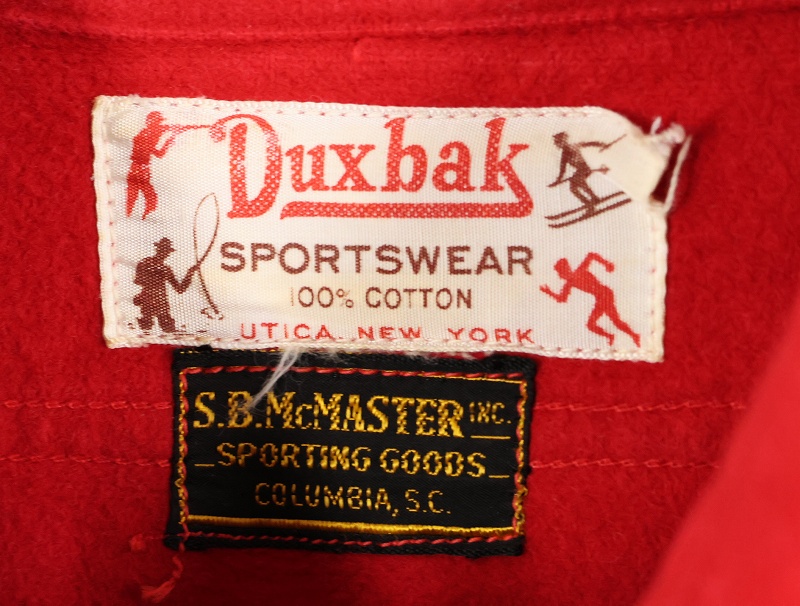 Duxbak
SPORTSWEAR
100% COTTON
UTICA NEW YORK
S.B. McMASTER INC.
SPORTING GOODS
COLUMBIA, S.C.